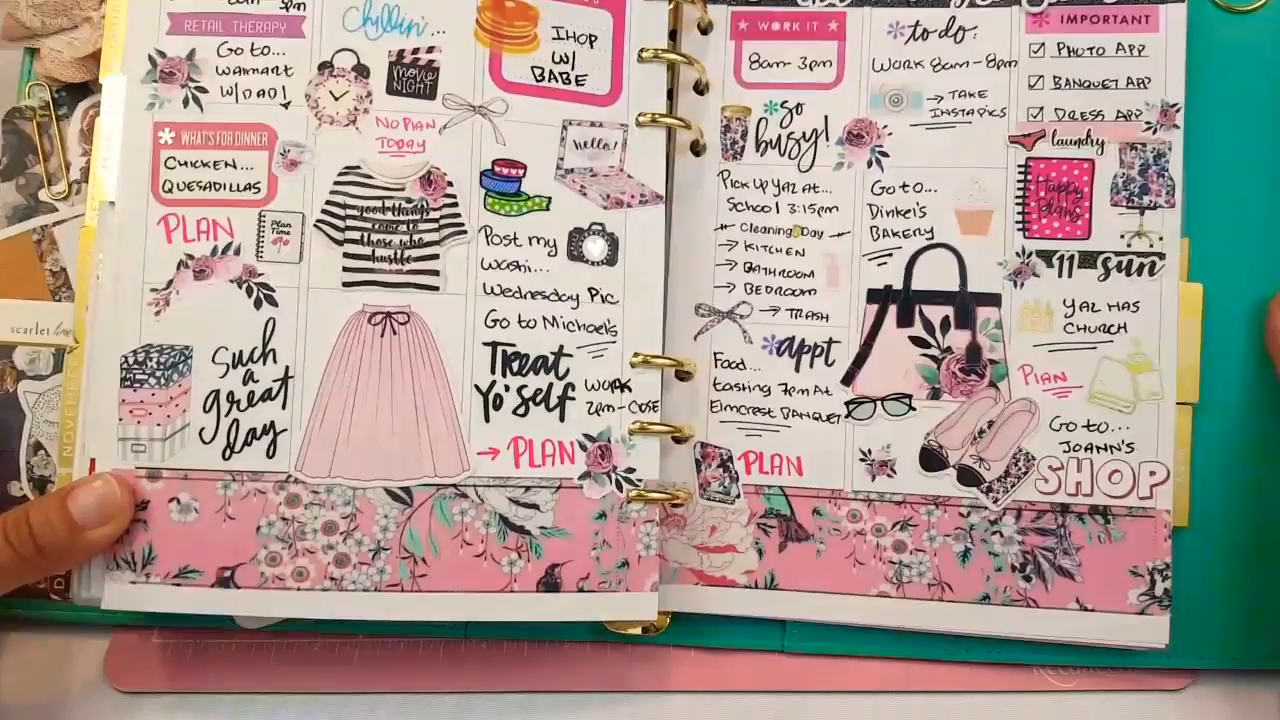 RETAIL THERAPY
Go to...
WALMART
W/DAD!
WHAT'S FOR DINNER
CHICKEN...
QUESADILLAS
PLAN
Plan
Time
Such
a
great
day
Chillin'...
MOVIE
NIGHT
NO PLAN
TODAY
good things
come to
those who
hustle
IHOP
W/
BABE
hello!
Post my
washi...
Wednesday Pic
Go to Michael's
TREAT
YO' SELF
WORK
2pm-CLOSE
→ PLAN
WORK IT
8am-3pm
so
busy!
Pick up Yaz At...
School 3:15pm
Cleaning Day
→ KITCHEN
→ BATHROOM
→ BEDROOM
→ TRASH
appt
Food...
tasting 7pm At
Elmcrest BANQUET
PLAN
to do:
WORK 8am-8pm
→ TAKE
INSTAPICS
Go to...
Dinkel's
BAKERY
IMPORTANT
PHOTO APP
BANQUET APP
DRESS APP
laundry
Happy
Plans
11 sun
YAZ HAS
CHURCH
PLAN
Go to...
JOANN'S
SHOP
scarlet
NOVEMBER